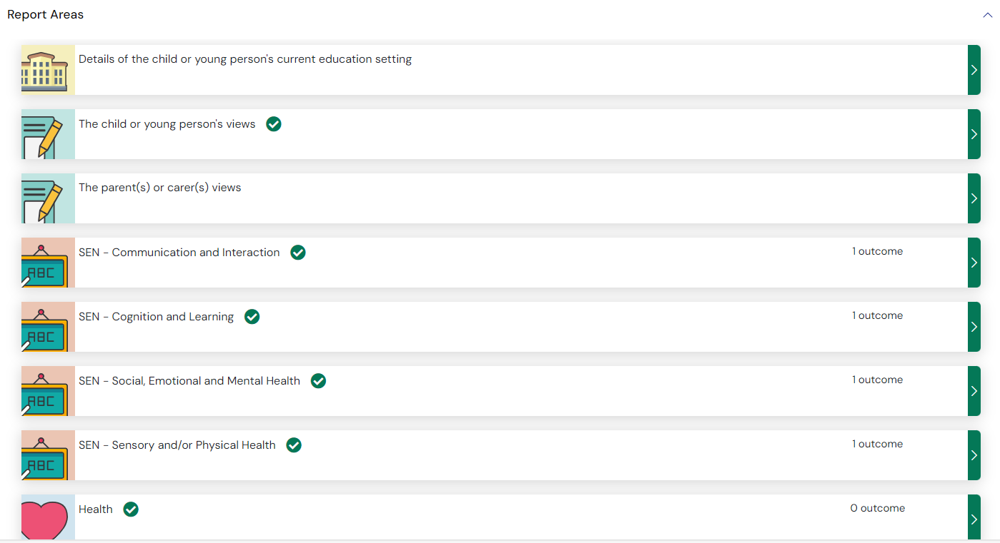 Report Areas
Details of the child or young person's current education setting
The child or young person's views
The parent(s) or carer(s) views
SEN - Communication and Interaction
1 outcome
ABC
SEN - Cognition and Learning
1 outcome
ABC
SEN - Social, Emotional and Mental Health
1 outcome
ABC
SEN - Sensory and/or Physical Health
1 outcome
ABC
Health
0 outcome